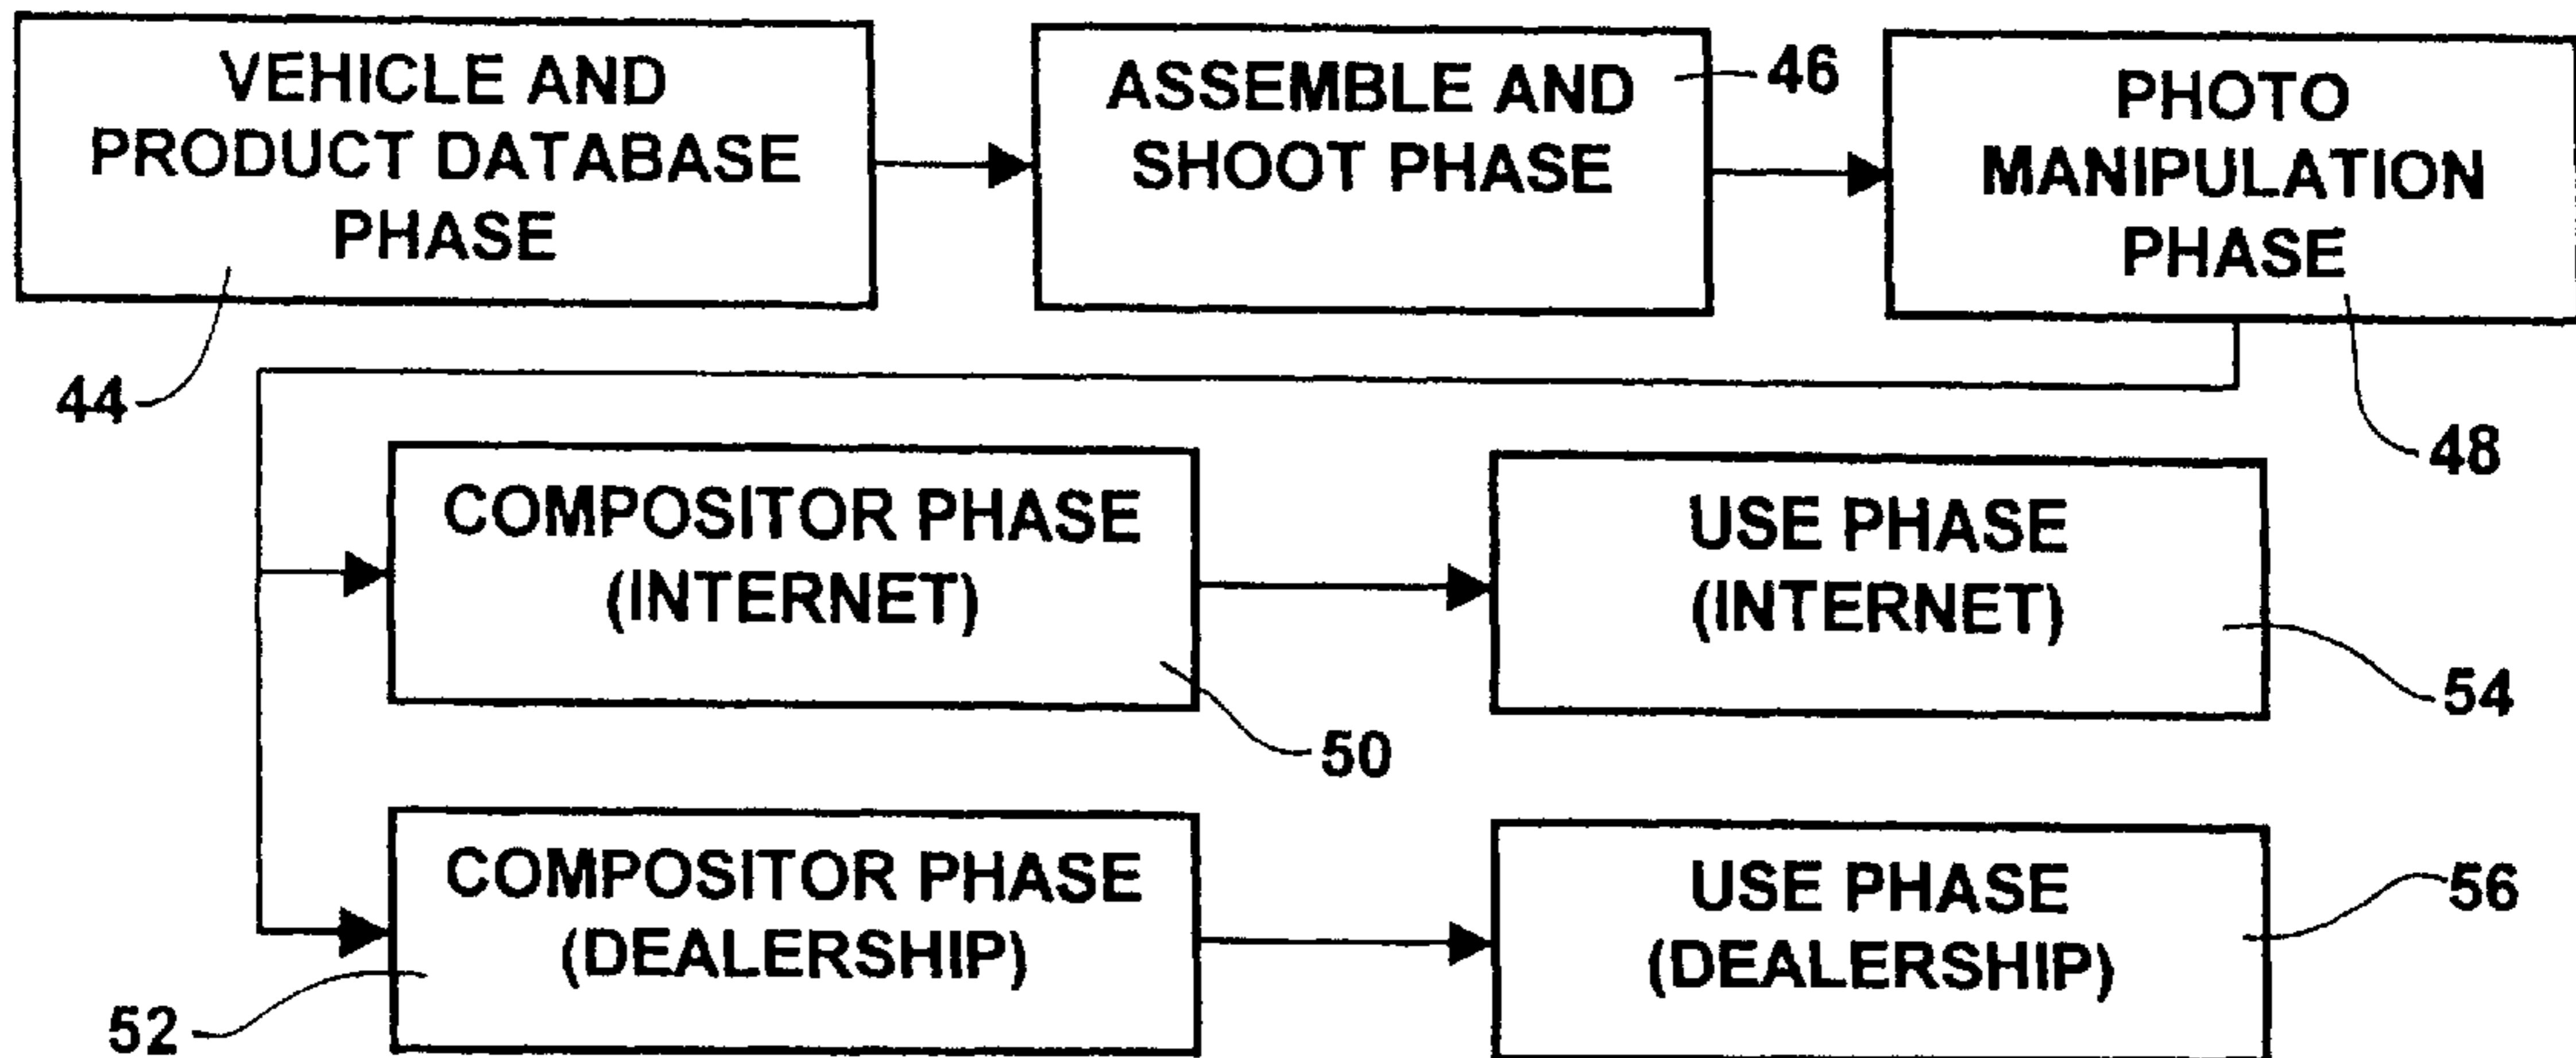 VEHICLE AND
PRODUCT DATABASE
PHASE
44
ASSEMBLE AND
SHOOT PHASE
46
PHOTO
MANIPULATION
PHASE
48
COMPOSITOR PHASE
(INTERNET)
50
USE PHASE
(INTERNET)
54
COMPOSITOR PHASE
(DEALERSHIP)
52
USE PHASE
(DEALERSHIP)
56